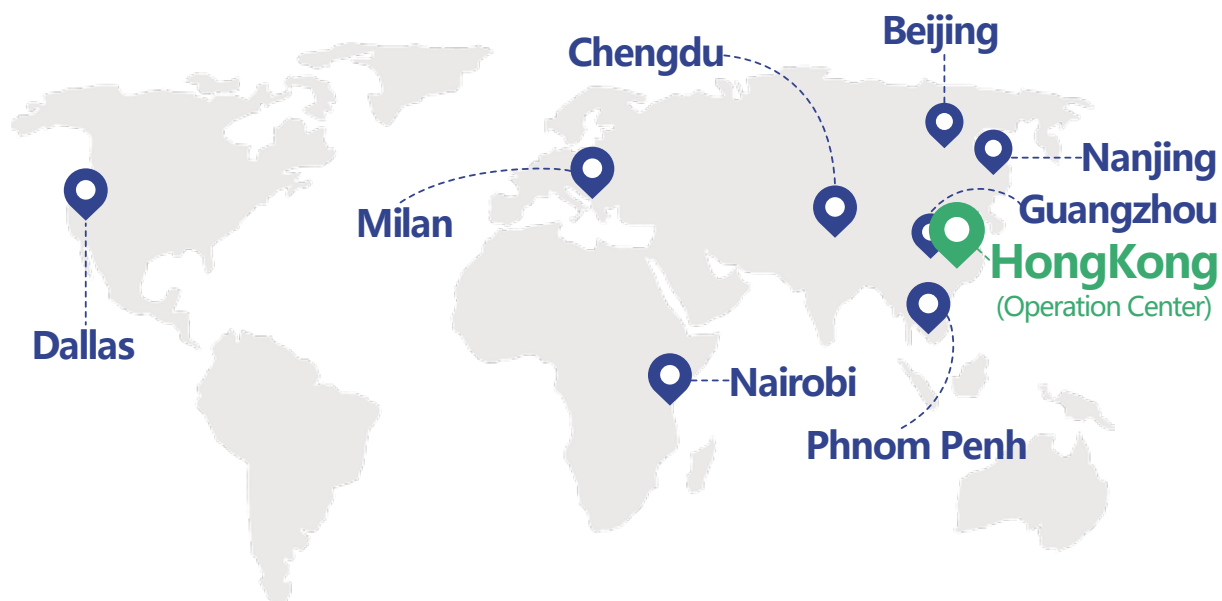 Beijing
Chengdu
Nanjing
Guangzhou
Milan
HongKong
(Operation Center)
Dallas
Nairobi
Phnom Penh